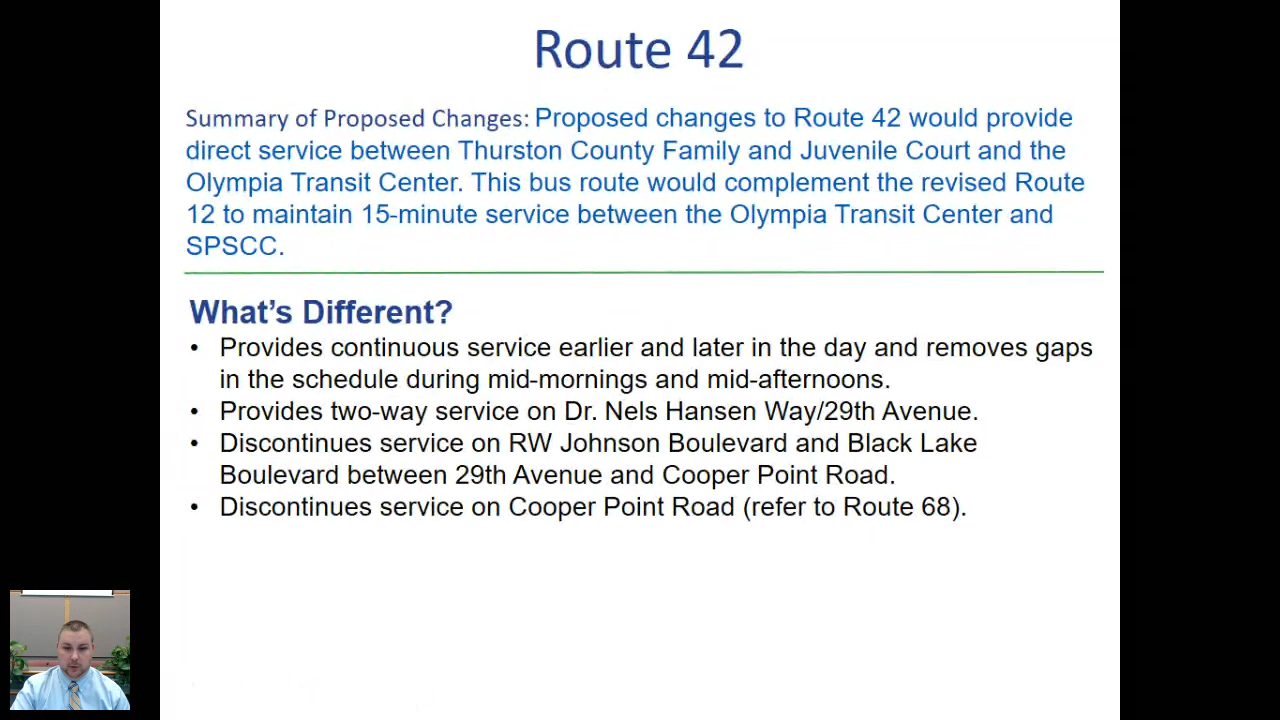 Route 42
Summary of Proposed Changes: Proposed changes to Route 42 would provide
direct service between Thurston County Family and Juvenile Court and the
Olympia Transit Center. This bus route would complement the revised Route
12 to maintain 15-minute service between the Olympia Transit Center and
SPSCC.
What's Different?
• Provides continuous service earlier and later in the day and removes gaps
in the schedule during mid-mornings and mid-afternoons.
• Provides two-way service on Dr. Nels Hansen Way/29th Avenue.
• Discontinues service on RW Johnson Boulevard and Black Lake
Boulevard between 29th Avenue and Cooper Point Road.
• Discontinues service on Cooper Point Road (refer to Route 68).